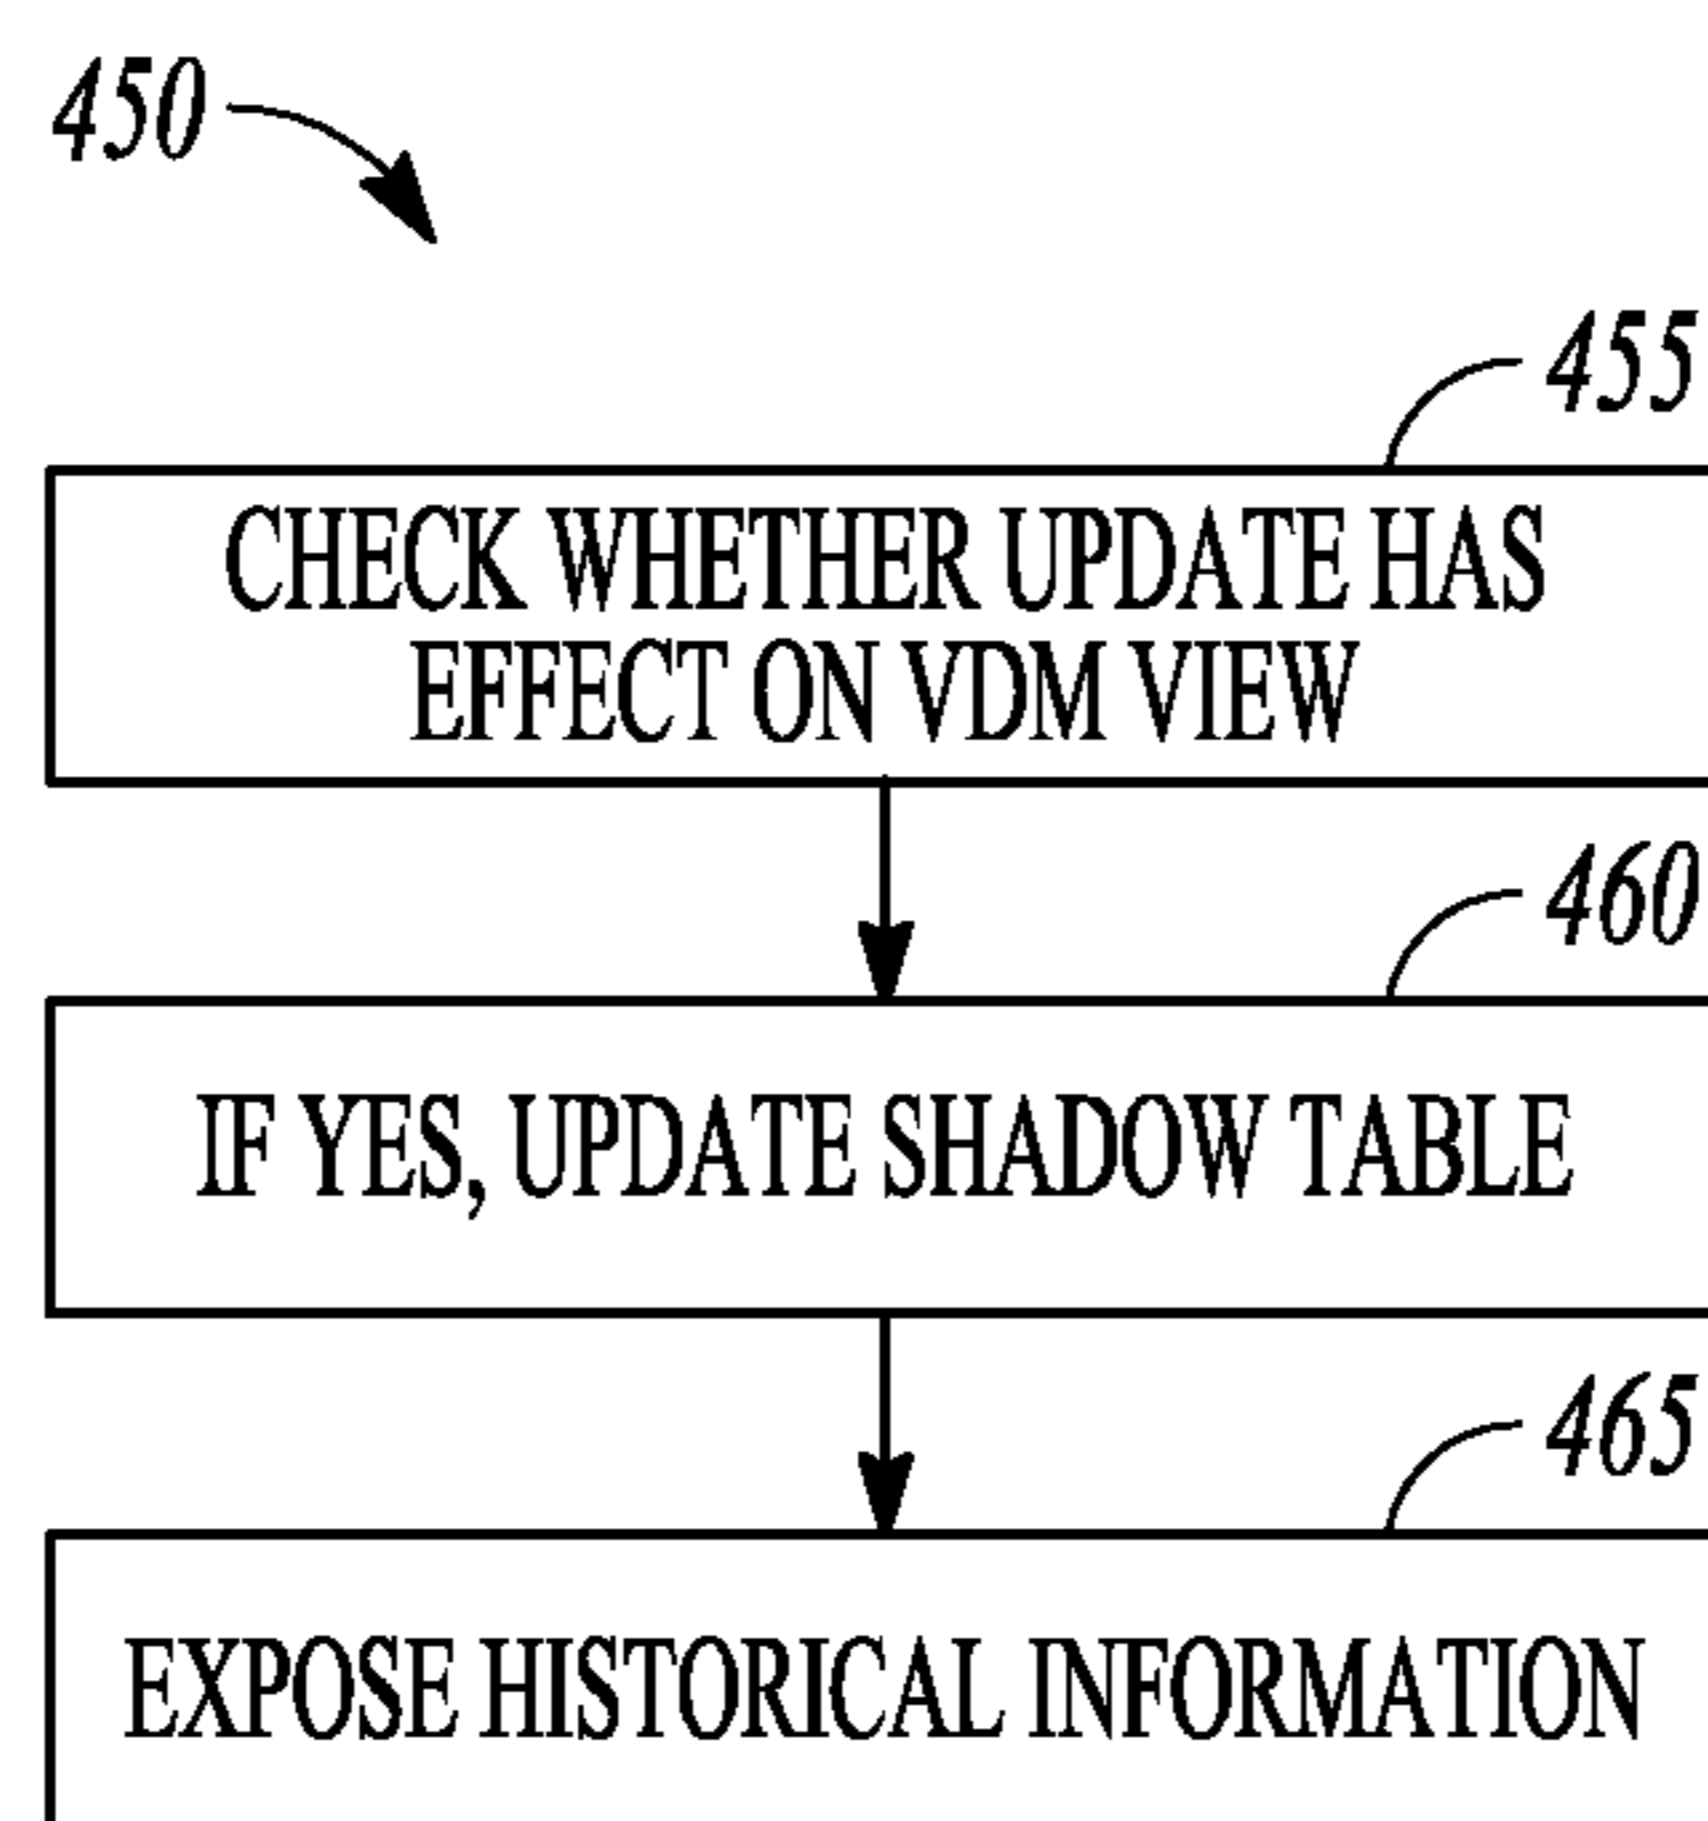 450
455
CHECK WHETHER UPDATE HAS
EFFECT ON VDM VIEW
460
IF YES, UPDATE SHADOW TABLE
465
EXPOSE HISTORICAL INFORMATION